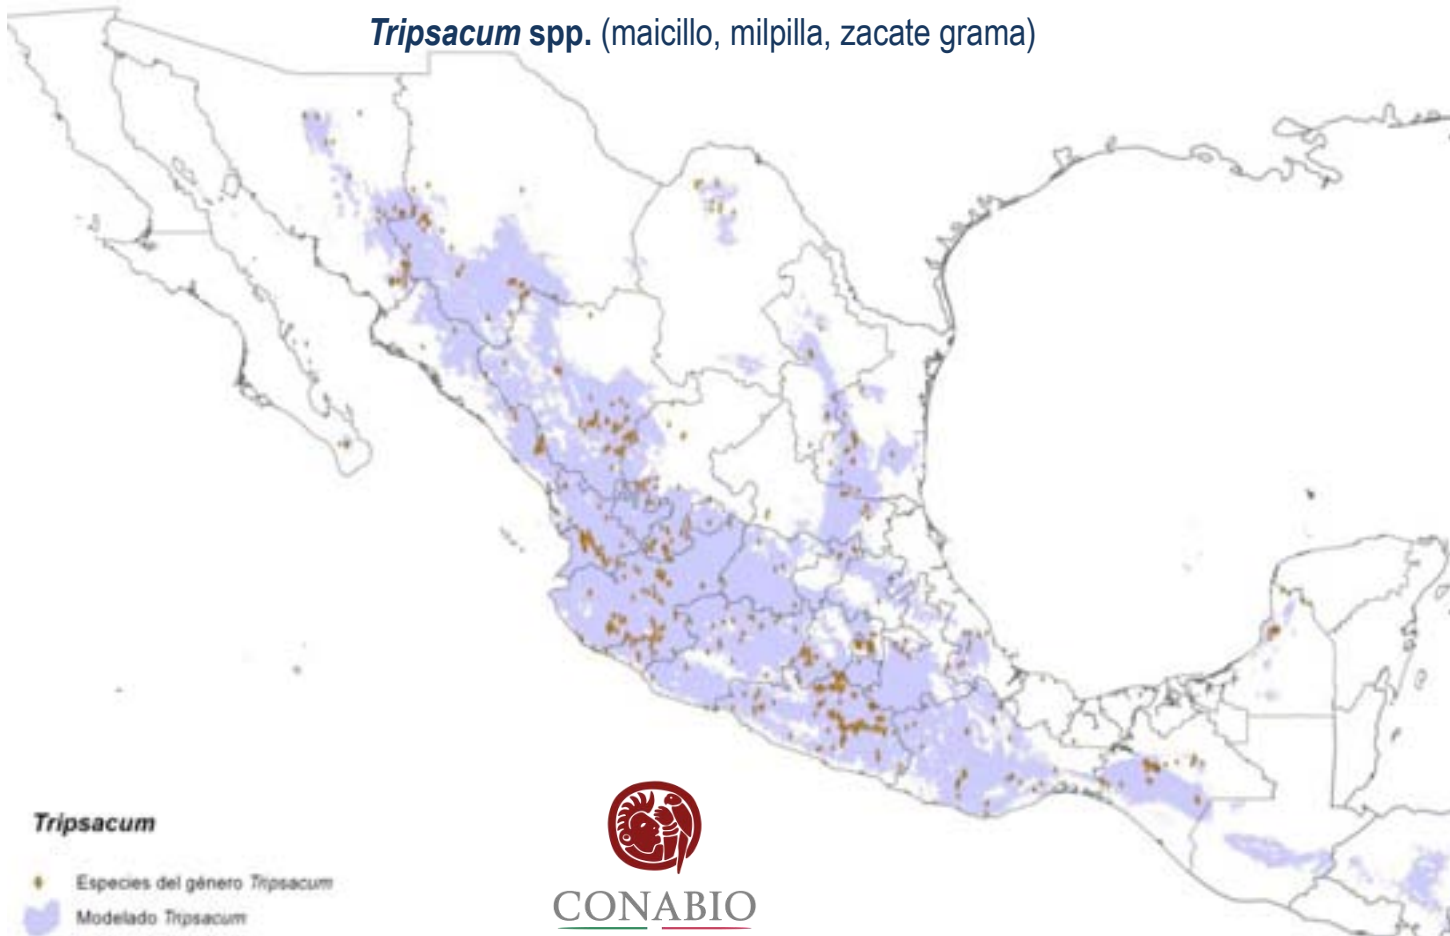 Tripsacum spp. (maicillo, milpilla, zacate grama)
Tripsacum
Especies del género Tripsacum
Modelado Tripsacum
CONABIO